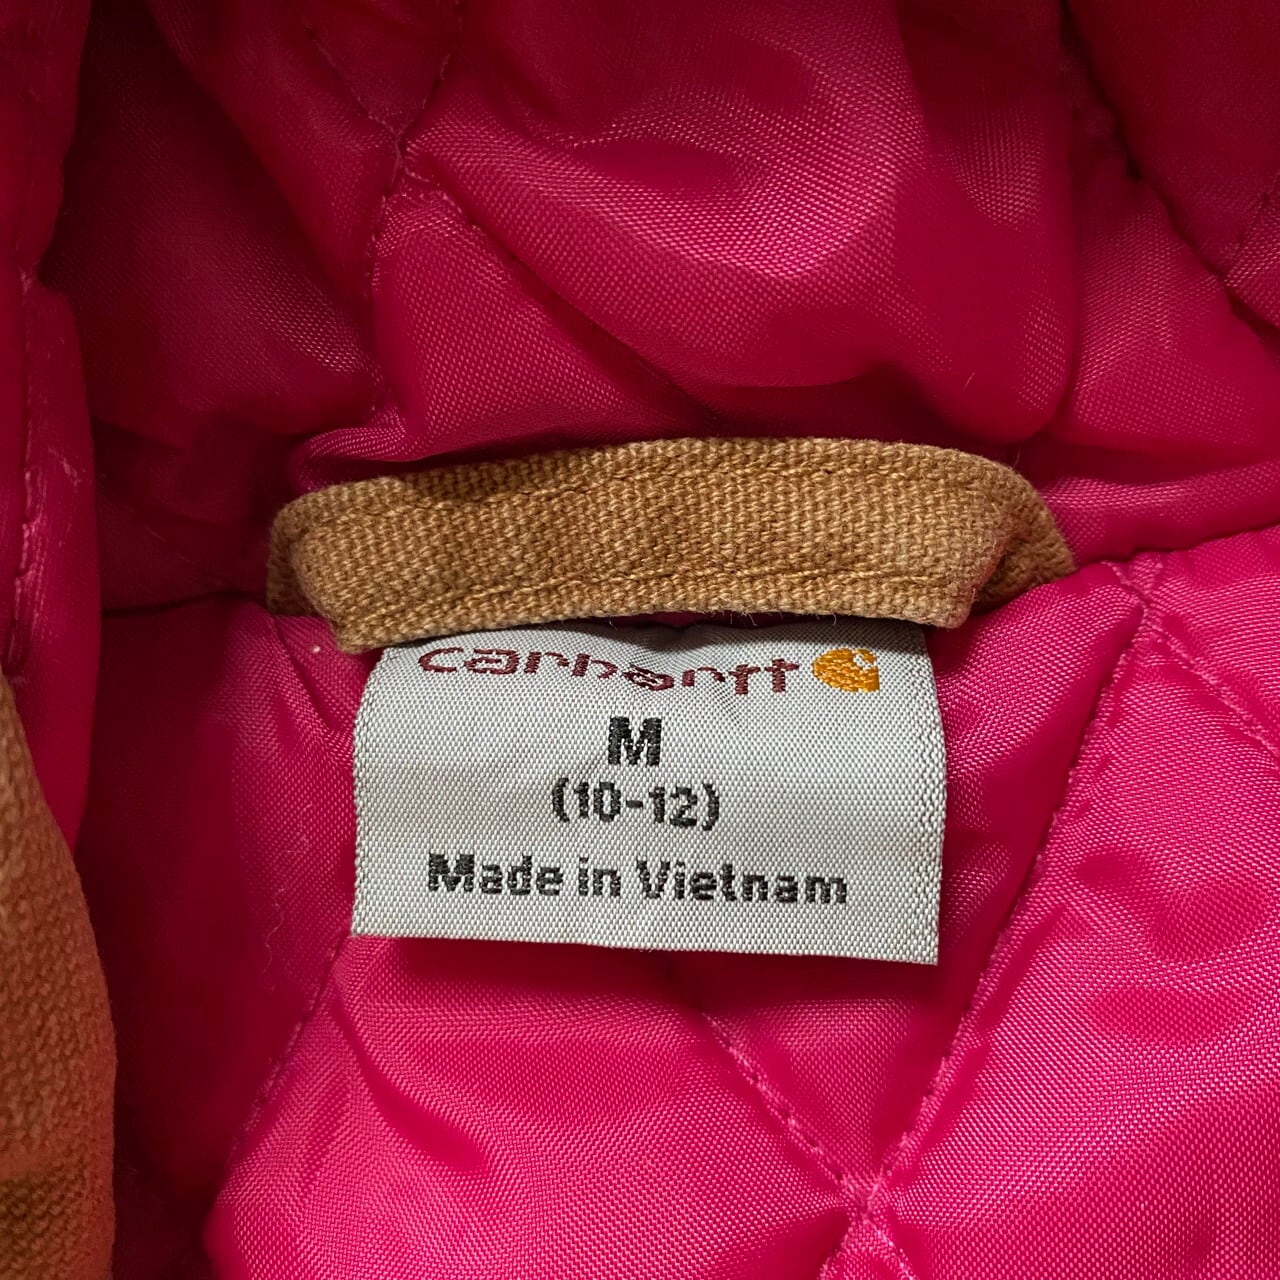 carhartt
M
(10-12)
Made in Vietnam